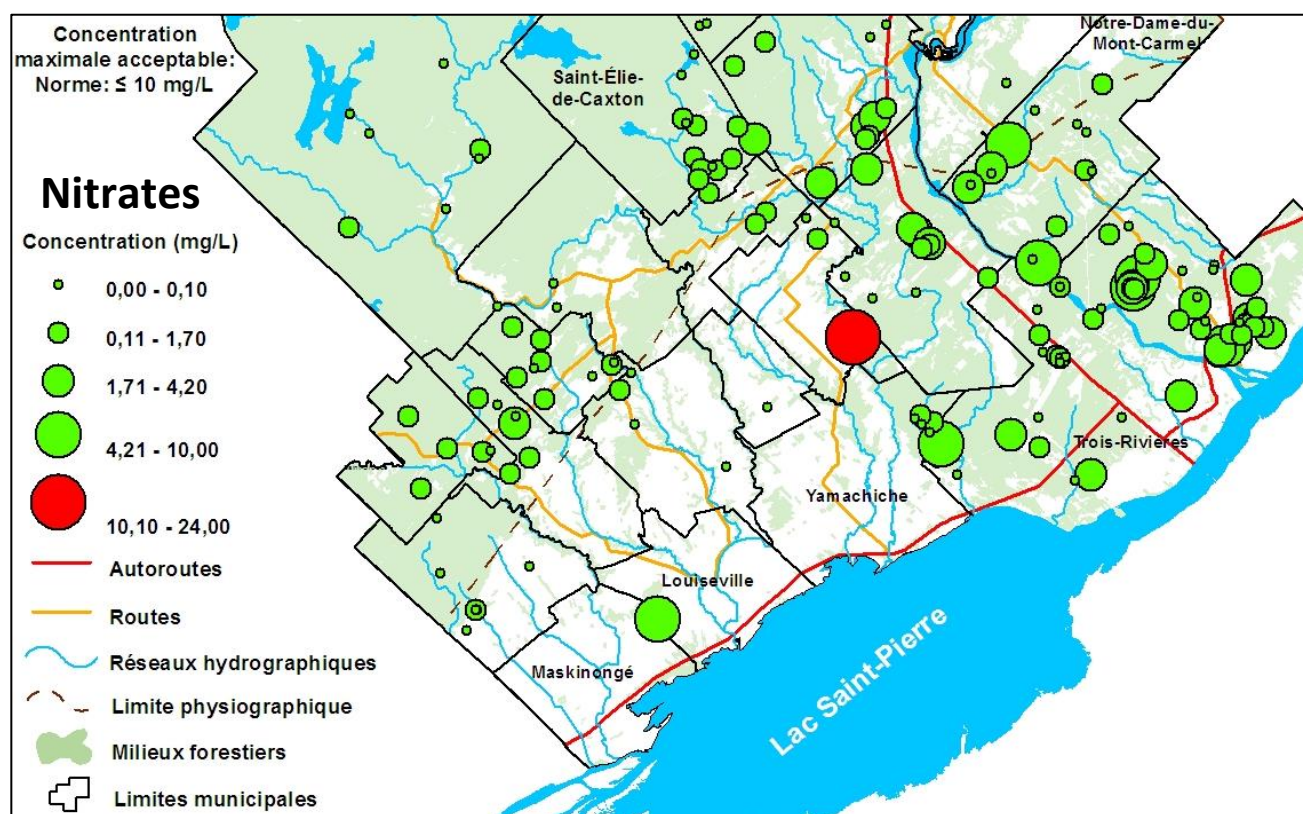 Concentration
maximale acceptable:
Norme: ≤ 10 mg/L
Nitrates
Concentration (mg/L)
0,00 - 0,10
0,11 - 1,70
1,71 - 4,20
4,21 - 10,00
10,10 - 24,00
Autoroutes
Routes
Réseaux hydrographiques
Limite physiographique
Milieux forestiers
Limites municipales
Notre-Dame-du-
Mont-Carmel
Saint-Élie-
de-Caxton
Trois-Rivières
Yamachiche
Louiseville
Maskinongé
Lac Saint-Pierre